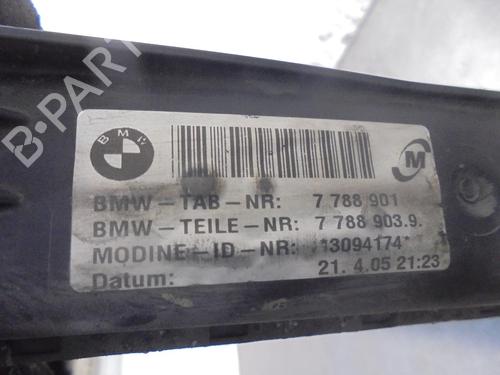 B-PARTS
BMW
M
BMW-TAB-NR: 7 788 901
BMW-TEILE-NR: 7 788 903.9.
MODINE-ID-NR: *13094174*
Datum: 21. 4.05 21:23